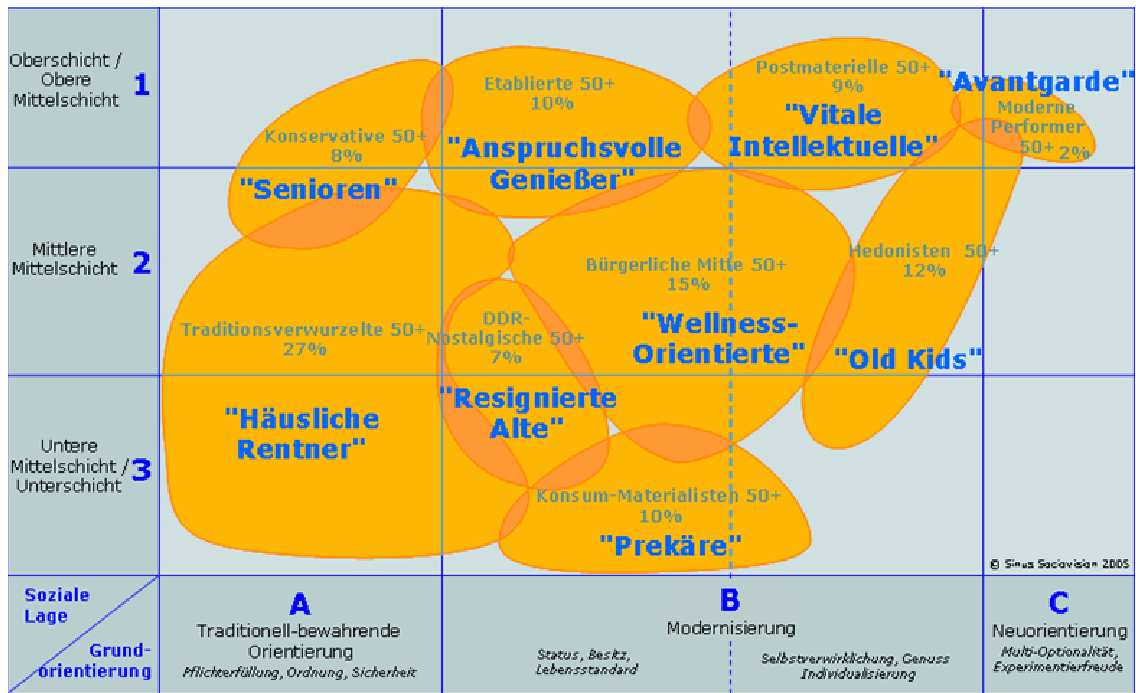 Oberschicht /
Obere
Mittelschicht
1
Konservative 50+
8%
"Senioren"
Etablierte 50+
10%
"Anspruchsvolle
Genießer"
Postmaterielle 50+
9%
"Vitale
Intellektuelle"
"Avantgarde"
Moderne
Performer
50+ 2%
Mittlere
Mittelschicht
2
Traditionsverwurzelte 50+
27%
"Häusliche
Rentner"
DDR-
Nostalgische 50+
7%
"Resignierte
Alte"
Bürgerliche Mitte 50+
15%
"Wellness-
Orientierte"
Hedonisten 50+
12%
"Old Kids"
Untere
Mittelschicht /
Unterschicht
3
Konsum-Materialisten 50+
10%
"Prekäre"
© Sinus Sociovision 2005
Soziale
Lage
Grund-
orientierung
A
Traditionell-bewahrende
Orientierung
Pflichterfüllung, Ordnung, Sicherheit
B
Modernisierung
Status, Besitz,
Lebensstandard
Selbstverwirklichung, Genuss
Individualisierung
C
Neuorientierung
Multi-Optionalität,
Experimentierfreude